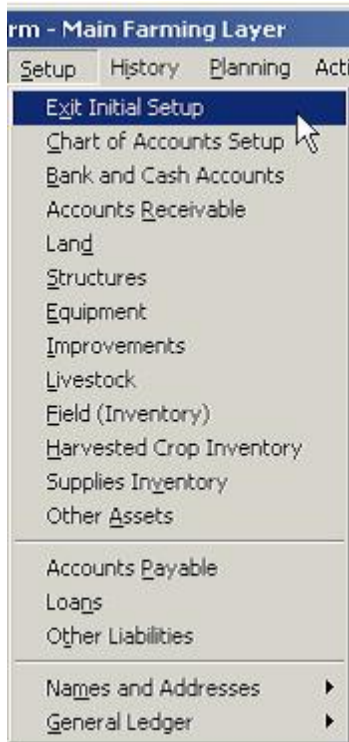 rm - Main Farming Layer
Setup History Planning Acti
Exit Initial Setup
Chart of Accounts Setup
Bank and Cash Accounts
Accounts Receivable
Land
Structures
Equipment
Improvements
Livestock
Field (Inventory)
Harvested Crop Inventory
Supplies Inventory
Other Assets
Accounts Payable
Loans
Other Liabilities
Names and Addresses
General Ledger